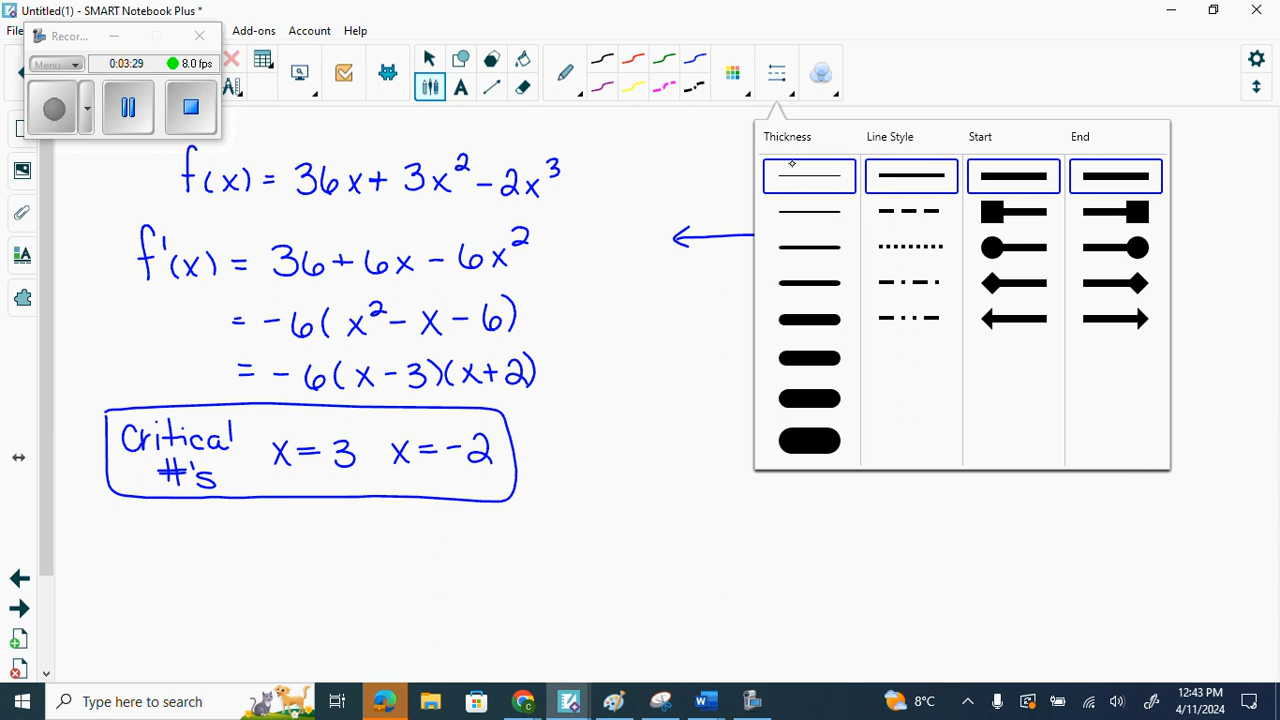 Untitled(1) - SMART Notebook Plus *
File
Add-ons Account Help
Recor...
Menu 0:03:29 8.0 fps
Thickness Line Style Start End
f(x) = 36x + 3x² - 2x³
f'(x) = 36 + 6x - 6x²
= -6(x² - x - 6)
= -6(x - 3)(x + 2)
Critical
#'s
x = 3 x = -2
Type here to search
8°C
12:43 PM
4/11/2024